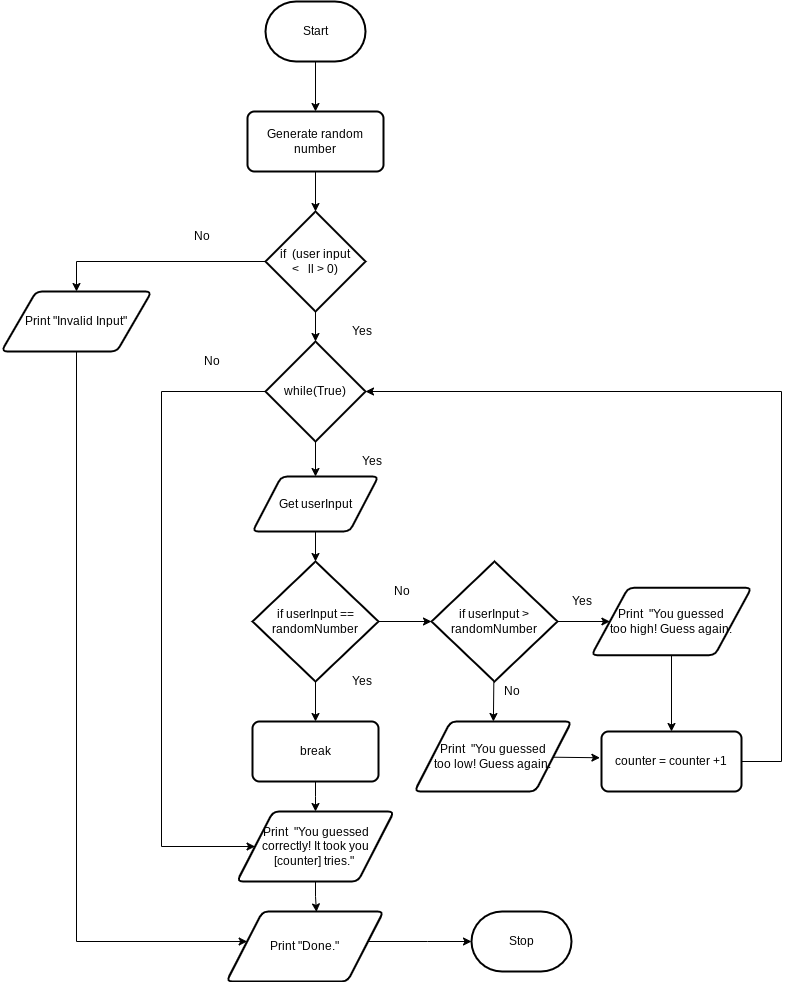 Start
Generate random
number
No
if (user input
< ll > 0)
Print "Invalid Input"
Yes
No
while(True)
Yes
Get userInput
if userInput ==
randomNumber
No
if userInput >
randomNumber
Yes
Print "You guessed
too high! Guess again.
Yes
No
break
Print "You guessed
too low! Guess again.
counter = counter +1
Print "You guessed
correctly! It took you
[counter] tries."
Print "Done."
Stop